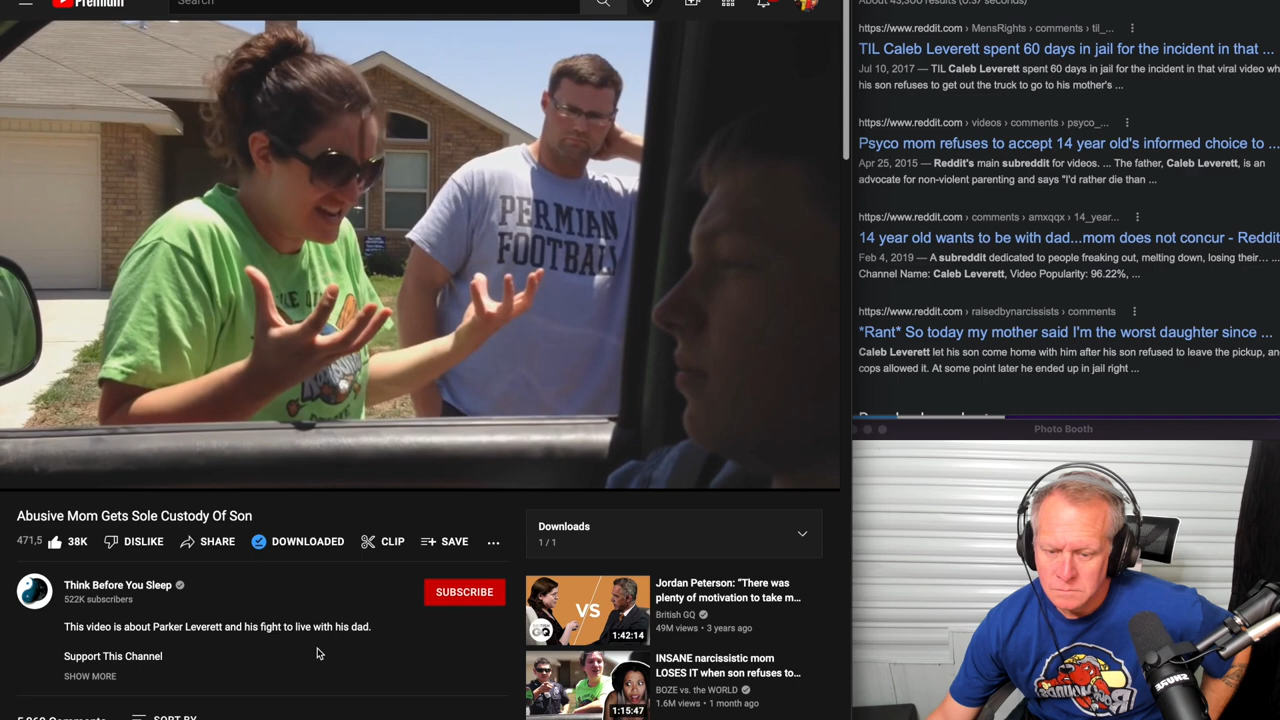 Premium
Search
About 43,300 results (0.37 seconds)
https://www.reddit.com › MensRights › comments › til_...
TIL Caleb Leverett spent 60 days in jail for the incident in that ...
Jul 10, 2017 — TIL Caleb Leverett spent 60 days in jail for the incident in that viral video wh
his son refuses to get out the truck to go to his mother's ...
https://www.reddit.com › videos › comments › psyco_...
Psyco mom refuses to accept 14 year old's informed choice to ...
Apr 25, 2015 — Reddit's main subreddit for videos. ... The father, Caleb Leverett, is an
advocate for non-violent parenting and says "I'd rather die than ...
https://www.reddit.com › comments › amxqqx › 14_year...
14 year old wants to be with dad...mom does not concur - Reddit
Feb 4, 2019 — A subreddit dedicated to people freaking out, melting down, losing their... ...
Channel Name: Caleb Leverett, Video Popularity: 96.22%, ...
https://www.reddit.com › raisedbynarcissists › comments
*Rant* So today my mother said I'm the worst daughter since ...
Caleb Leverett let his son come home with him after his son refused to leave the pickup, an
cops allowed it. At some point later he ended up in jail right ...
Photo Booth
PERMIAN
FOOTBALL
Abusive Mom Gets Sole Custody Of Son
471,5 38K DISLIKE SHARE DOWNLOADED CLIP SAVE ...
Think Before You Sleep
522K subscribers
SUBSCRIBE
This video is about Parker Leverett and his fight to live with his dad.
Support This Channel
SHOW MORE
SORT BY
Downloads
1 / 1
VS
1:42:14
Jordan Peterson: “There was
plenty of motivation to take m...
British GQ
49M views • 3 years ago
1:15:47
INSANE narcissistic mom
LOSES IT when son refuses to...
BOZE vs. the WORLD
1.6M views • 1 month ago